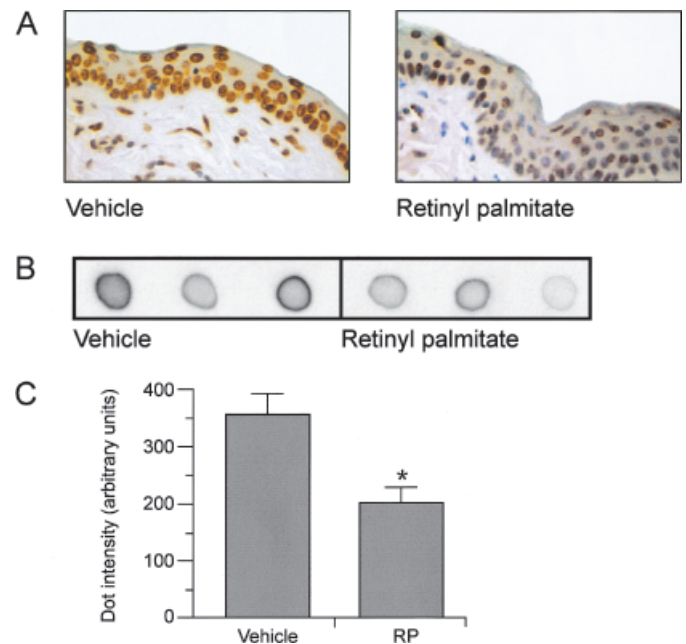 A
Vehicle
Retinyl palmitate
B
Vehicle
Retinyl palmitate
C
Dot intensity (arbitrary units)
400
300
200
100
0
*
Vehicle
RP